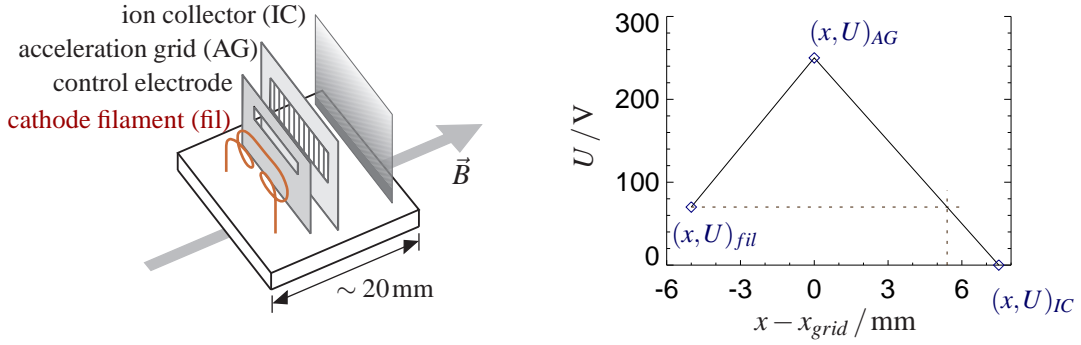 ion collector (IC)
acceleration grid (AG)
control electrode
cathode filament (fil)
B⃗
∼ 20mm
U / V
300
200
100
0
(x,U)AG
(x,U)fil
(x,U)IC
-6 -3 0 3 6
x − xgrid / mm